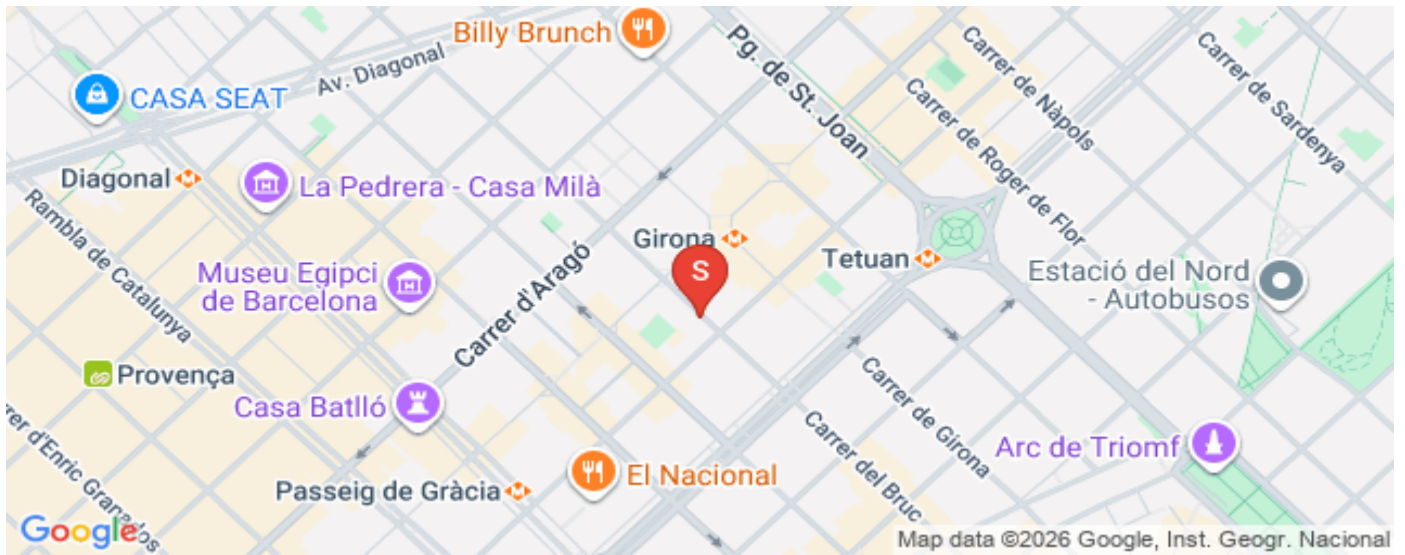 Billy Brunch
Av. Diagonal
CASA SEAT
Pg. de St. Joan
Carrer de Nàpols
Carrer de Sardenya
Carrer de Roger de Flor
Diagonal
La Pedrera - Casa Milà
Rambla de Catalunya
Girona
Tetuan
S
Museu Egipci
de Barcelona
Carrer d'Aragó
Estació del Nord
- Autobusos
Provença
Casa Batlló
Carrer de Girona
Carrer del Bruc
Arc de Triomf
El Nacional
Passeig de Gràcia
rer d'Enric Granados
Google
Map data ©2026 Google, Inst. Geogr. Nacional